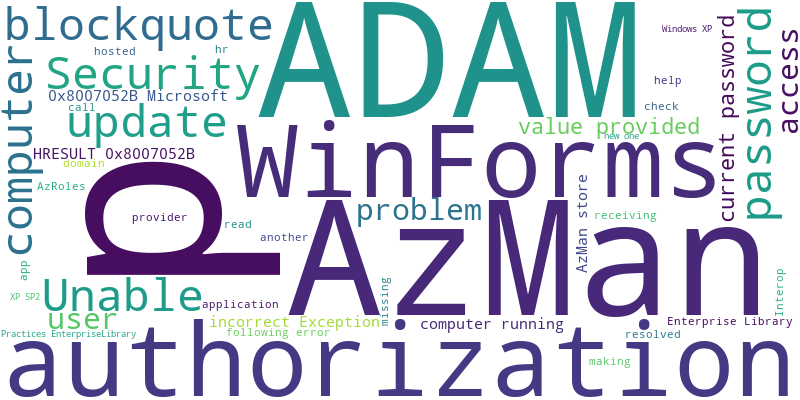 blockquote
ADAM
hosted
hr
Windows XP
Security
0x8007052B Microsoft
call
update
computer
help
check
current password
password
access
WinForms
value provided
new one
HRESULT 0x8007052B
domain
AzRoles
p
provider
read
another
problem
AzMan store
receiving
AzMan
app
XP SP2
Unable
application
missing
Interop
user
incorrect Exception
computer running
Enterprise Library
Practices EnterpriseLibrary
following error
resolved
making
authorization